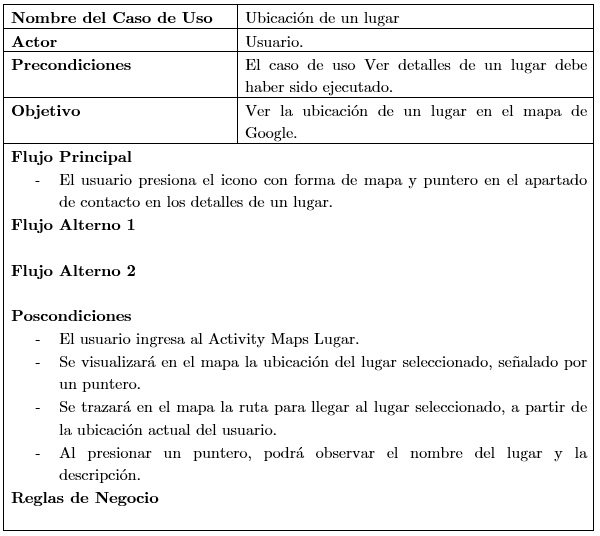 Nombre del Caso de Uso Ubicación de un lugar
Actor Usuario.
Precondiciones El caso de uso Ver detalles de un lugar debe
haber sido ejecutado.
Objetivo Ver la ubicación de un lugar en el mapa de
Google.
Flujo Principal
- El usuario presiona el icono con forma de mapa y puntero en el apartado
de contacto en los detalles de un lugar.
Flujo Alterno 1
Flujo Alterno 2
Poscondiciones
- El usuario ingresa al Activity Maps Lugar.
- Se visualizará en el mapa la ubicación del lugar seleccionado, señalado por
un puntero.
- Se trazará en el mapa la ruta para llegar al lugar seleccionado, a partir de
la ubicación actual del usuario.
- Al presionar un puntero, podrá observar el nombre del lugar y la
descripción.
Reglas de Negocio